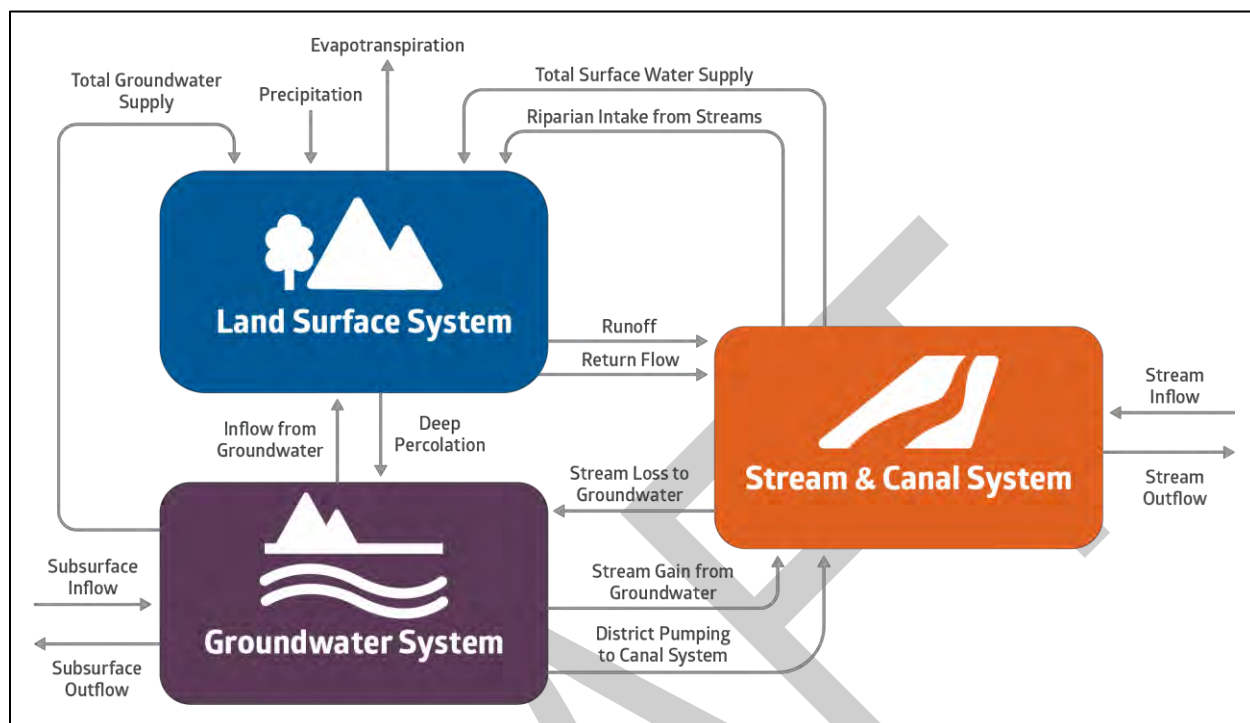 Evapotranspiration
Total Groundwater
Supply
Precipitation
Total Surface Water Supply
Riparian Intake from Streams
Land Surface System
Runoff
Return Flow
Stream
Inflow
Inflow from
Groundwater
Deep
Percolation
Stream Loss to
Groundwater
Stream & Canal System
Stream
Outflow
Subsurface
Inflow
Stream Gain from
Groundwater
Groundwater System
District Pumping
to Canal System
Subsurface
Outflow